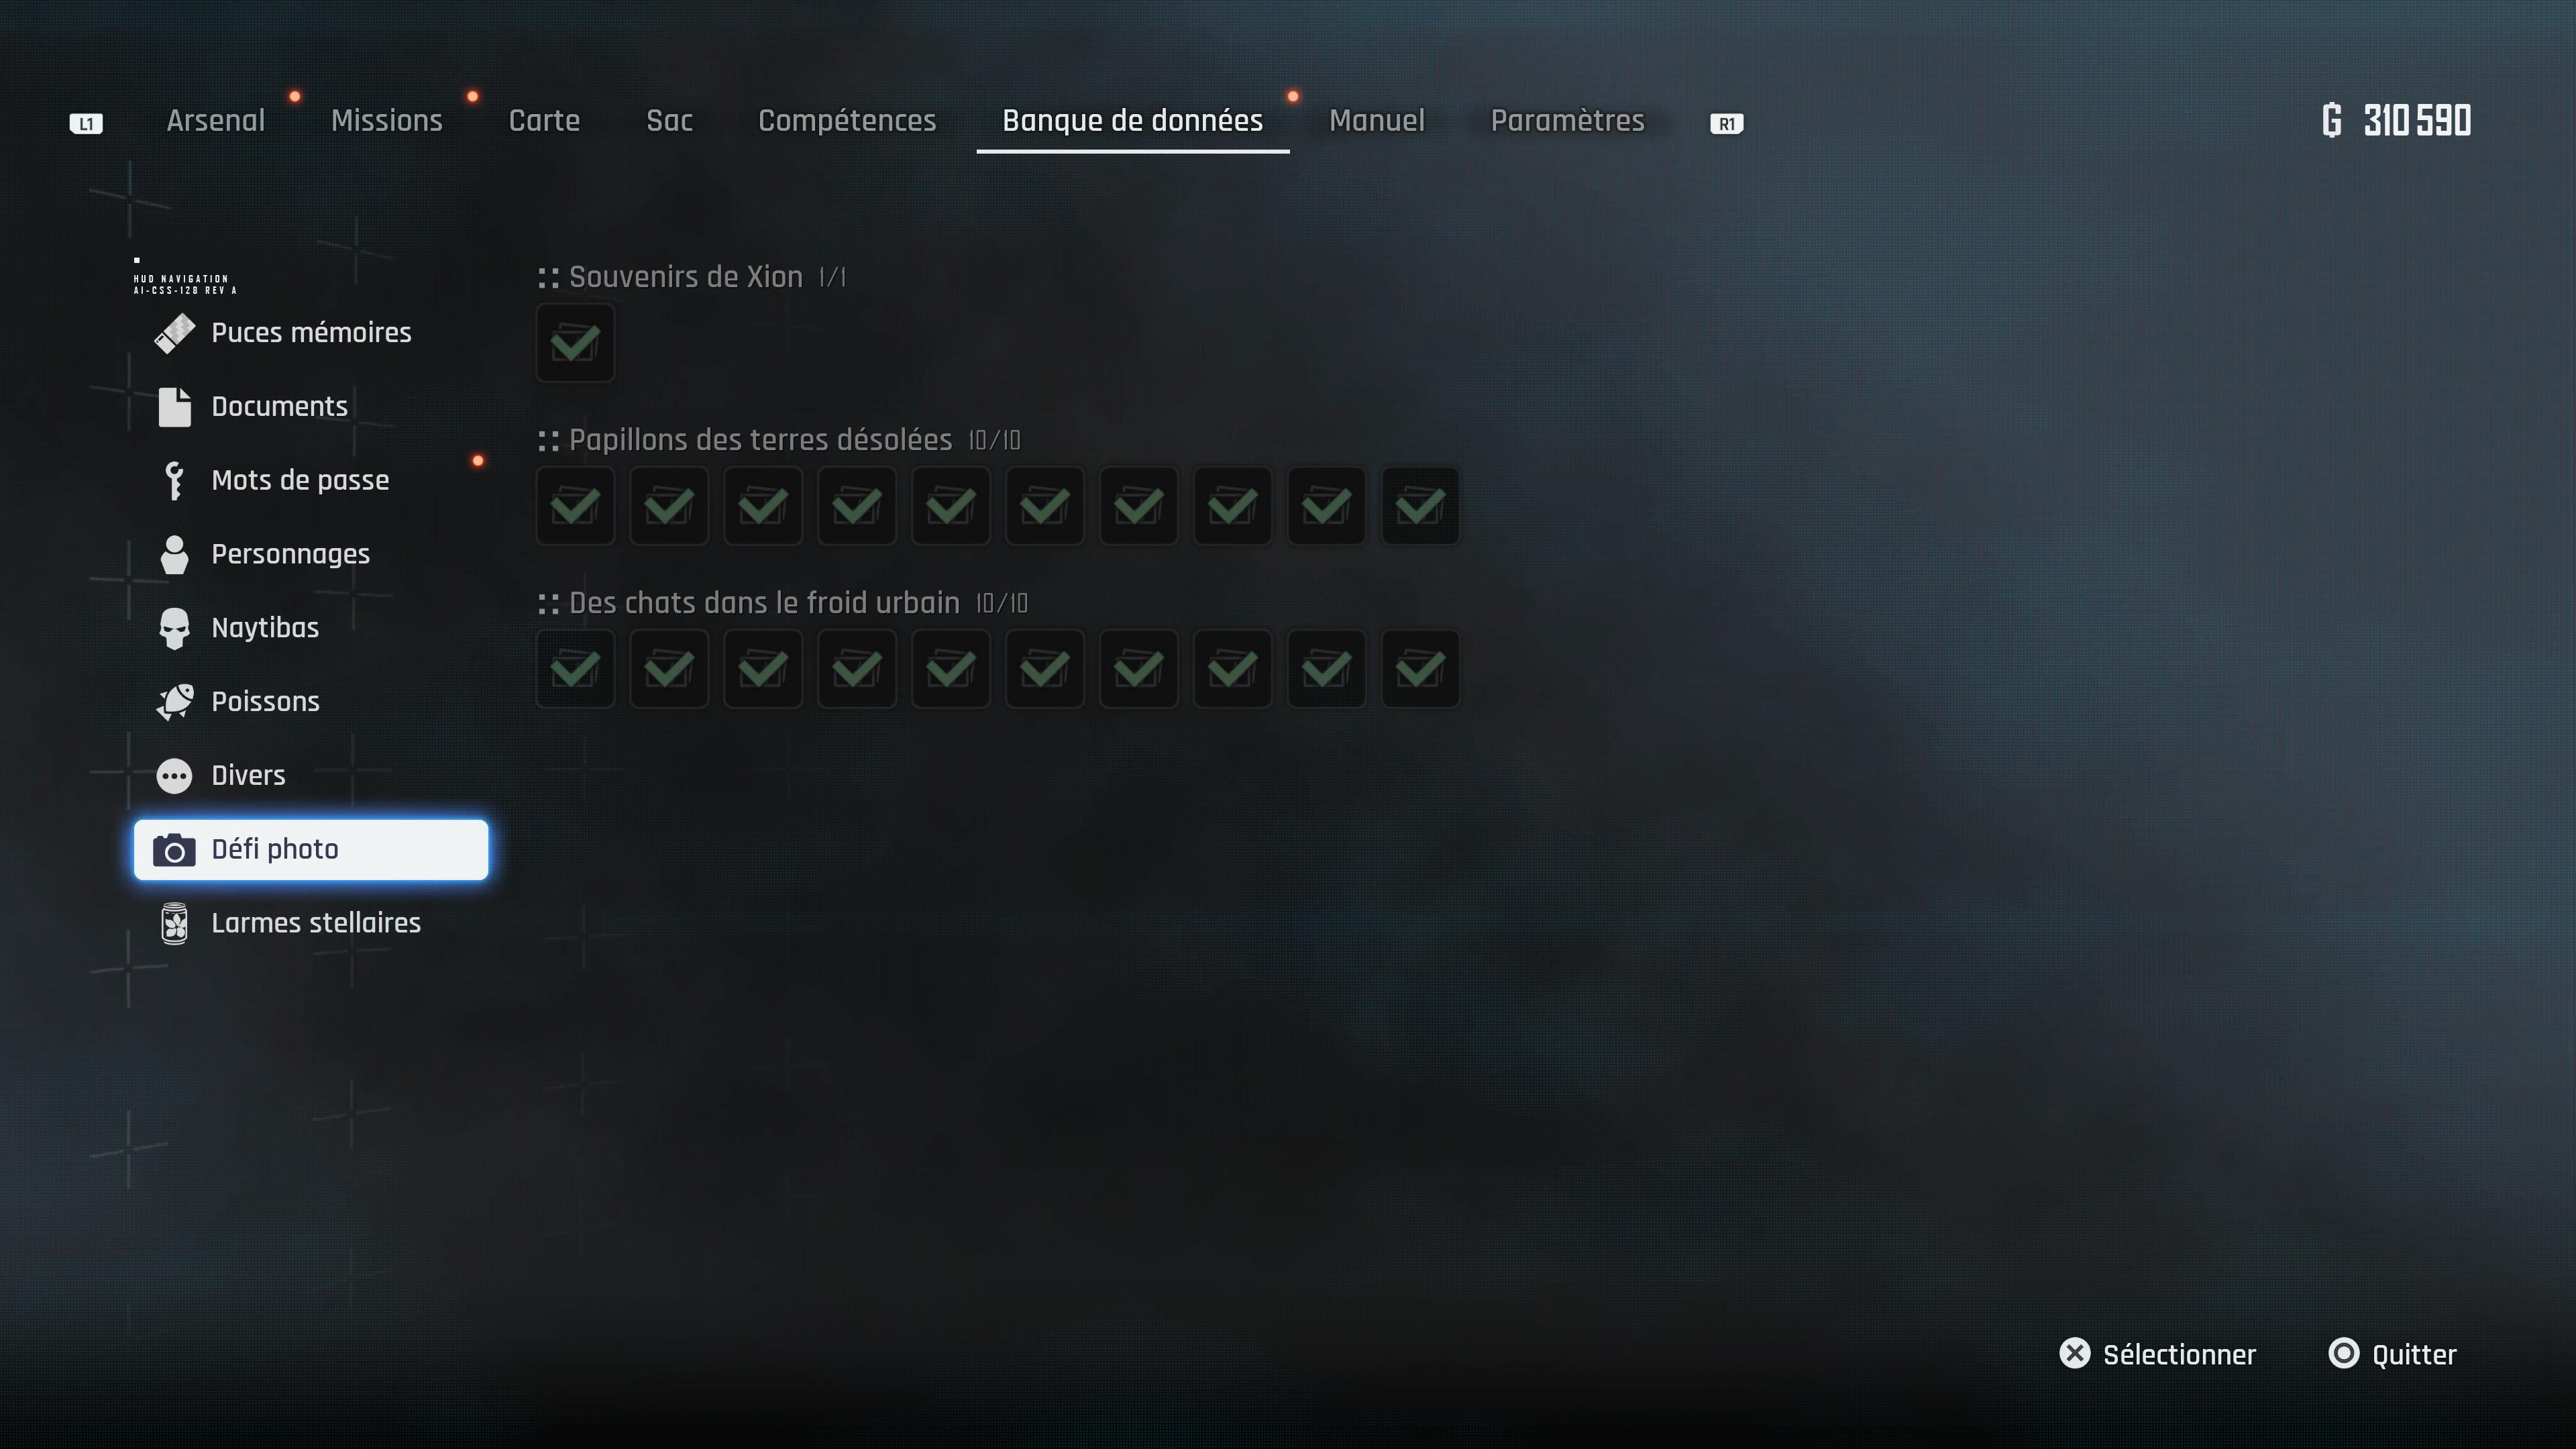 L1 Arsenal Missions Carte Sac Compétences Banque de données Manuel Paramètres R1 310 590
HUD NAVIGATION
AI-CSS-128 REV A
Puces mémoires
Documents
Mots de passe
Personnages
Naytibas
Poissons
Divers
Défi photo
Larmes stellaires
Souvenirs de Xion 1/1
Papillons des terres désolées 10/10
Des chats dans le froid urbain 10/10
Sélectionner Quitter